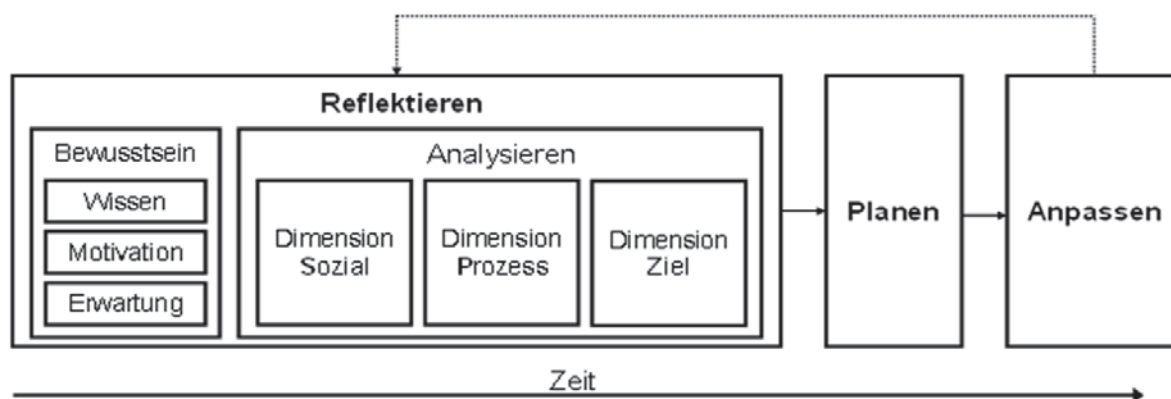 Reflektieren
Bewusstsein
Wissen
Motivation
Erwartung
Analysieren
Dimension
Sozial
Dimension
Prozess
Dimension
Ziel
Planen
Anpassen
Zeit